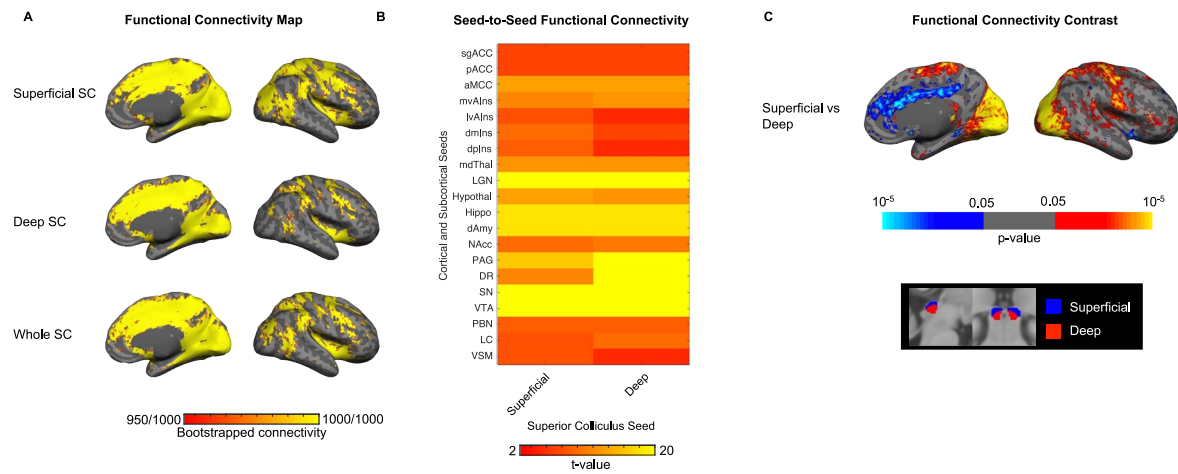 A
Functional Connectivity Map
Superficial SC
Deep SC
Whole SC
950/1000
1000/1000
Bootstrapped connectivity
B
Seed-to-Seed Functional Connectivity
Cortical and Subcortical Seeds
sgACC
pACC
aMCC
mvAIns
lvAIns
dmIns
dpIns
mdThal
LGN
Hypothal
Hippo
dAmy
NAcc
PAG
DR
SN
VTA
PBN
LC
VSM
Superficial
Deep
Superior Colliculus Seed
2
20
t-value
C
Functional Connectivity Contrast
Superficial vs
Deep
10-5
0.05
0.05
10-5
p-value
Superficial
Deep